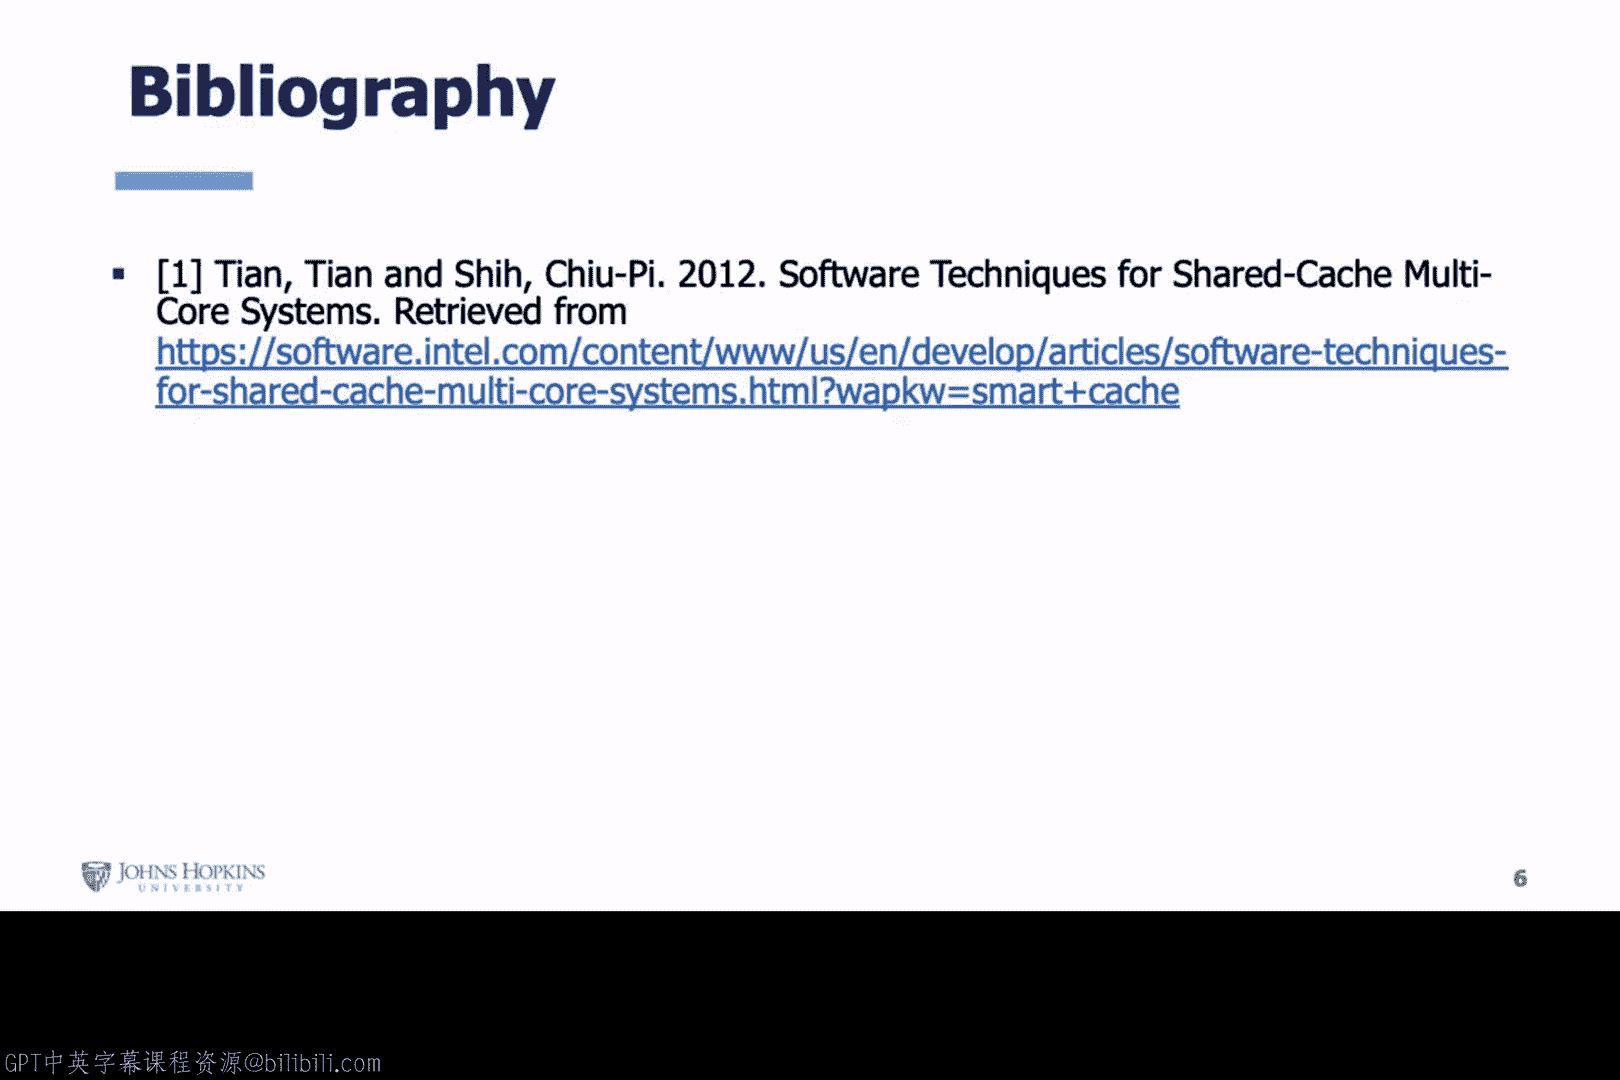 Bibliography
▪ [1] Tian, Tian and Shih, Chiu-Pi. 2012. Software Techniques for Shared-Cache Multi-
Core Systems. Retrieved from
https://software.intel.com/content/www/us/en/develop/articles/software-techniques-
for-shared-cache-multi-core-systems.html?wapkw=smart+cache
JOHNS HOPKINS
UNIVERSITY
6
GPT中英字幕课程资源@bilibili.com